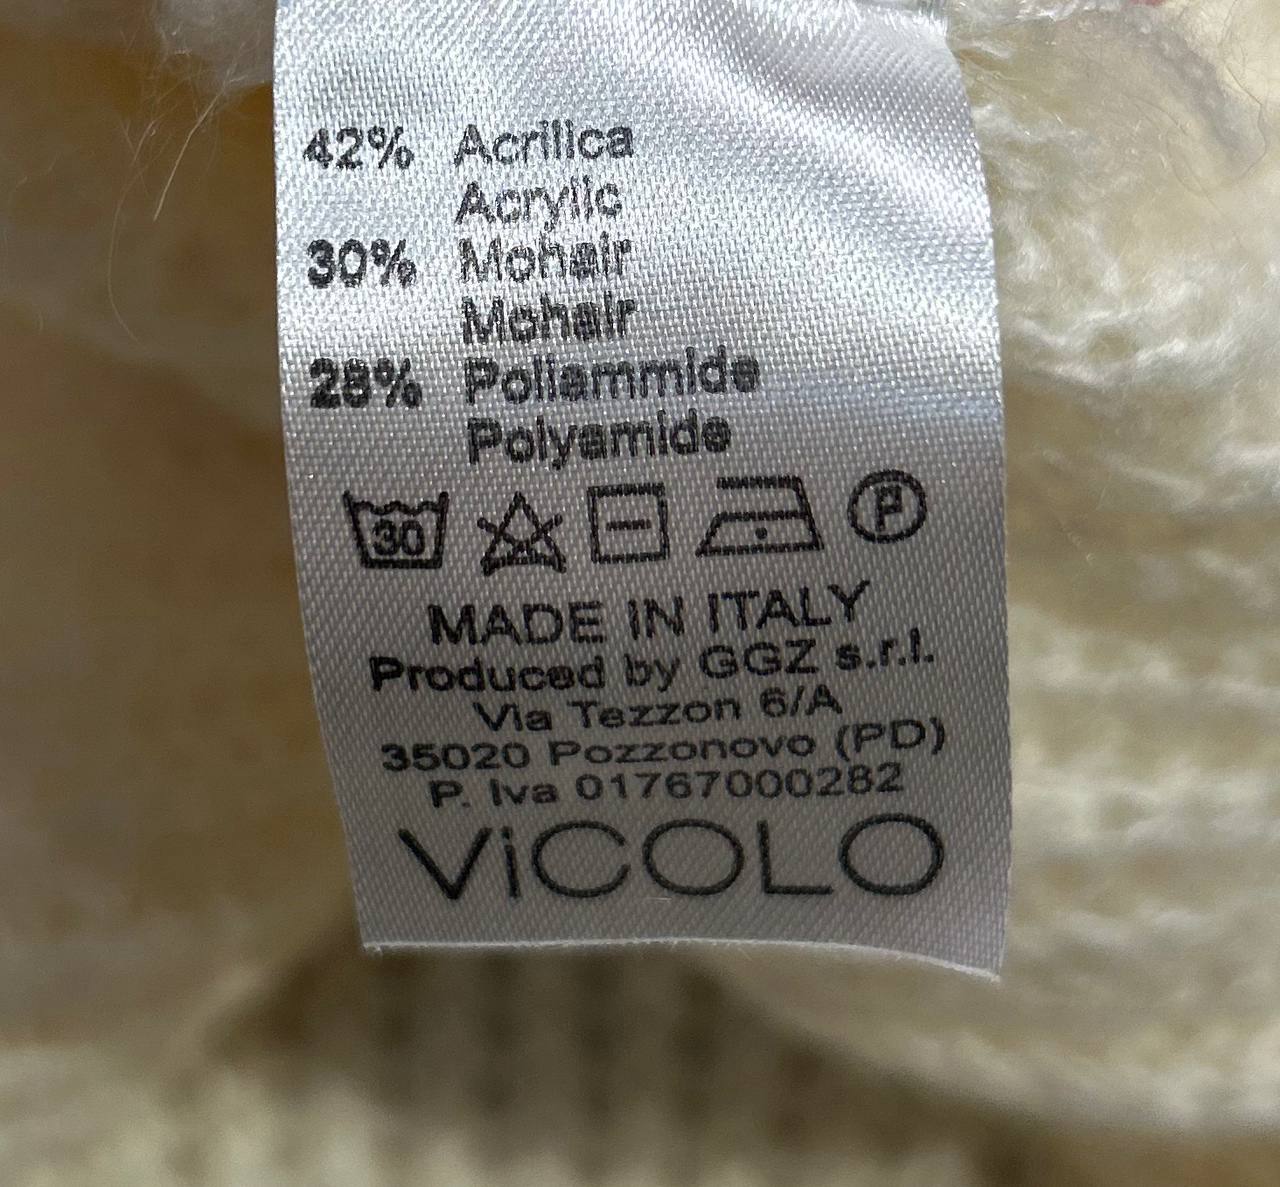 42% Acrilica
Acrylic
30% Mohair
Mohair
28% Poliammide
Polyamide
30 P
MADE IN ITALY
Produced by GGZ s.r.l.
Via Tezzon 6/A
35020 Pozzonovo (PD)
P. Iva 01767000282
ViCOLO